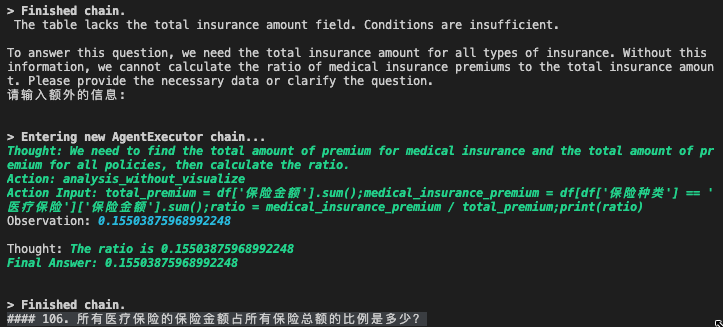 > Finished chain.
The table lacks the total insurance amount field. Conditions are insufficient.
To answer this question, we need the total insurance amount for all types of insurance. Without this
information, we cannot calculate the ratio of medical insurance premiums to the total insurance amoun
t. Please provide the necessary data or clarify the question.
请输入额外的信息:
> Entering new AgentExecutor chain...
Thought: We need to find the total amount of premium for medical insurance and the total amount of pr
emium for all policies, then calculate the ratio.
Action: analysis_without_visualize
Action Input: total_premium = df['保险金额'].sum();medical_insurance_premium = df[df['保险种类'] == '
医疗保险']['保险金额'].sum();ratio = medical_insurance_premium / total_premium;print(ratio)
Observation: 0.15503875968992248
Thought: The ratio is 0.15503875968992248
Final Answer: 0.15503875968992248
> Finished chain.
#### 106. 所有医疗保险的保险金额占所有保险总额的比例是多少?